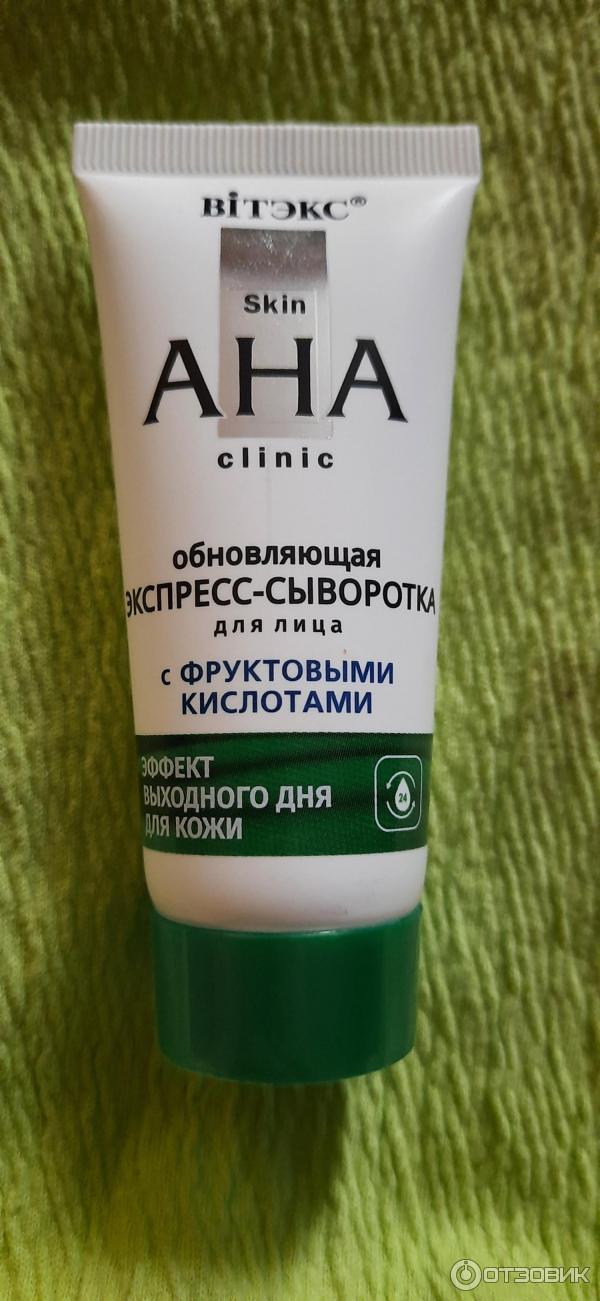 ВIТЭКС®
Skin
AHA
clinic
обновляющая
ЭКСПРЕСС-СЫВОРОТКА
для лица
с ФРУКТОВЫМИ
КИСЛОТАМИ
ЭФФЕКТ
ВЫХОДНОГО ДНЯ
ДЛЯ КОЖИ
24
ОТЗОВИК